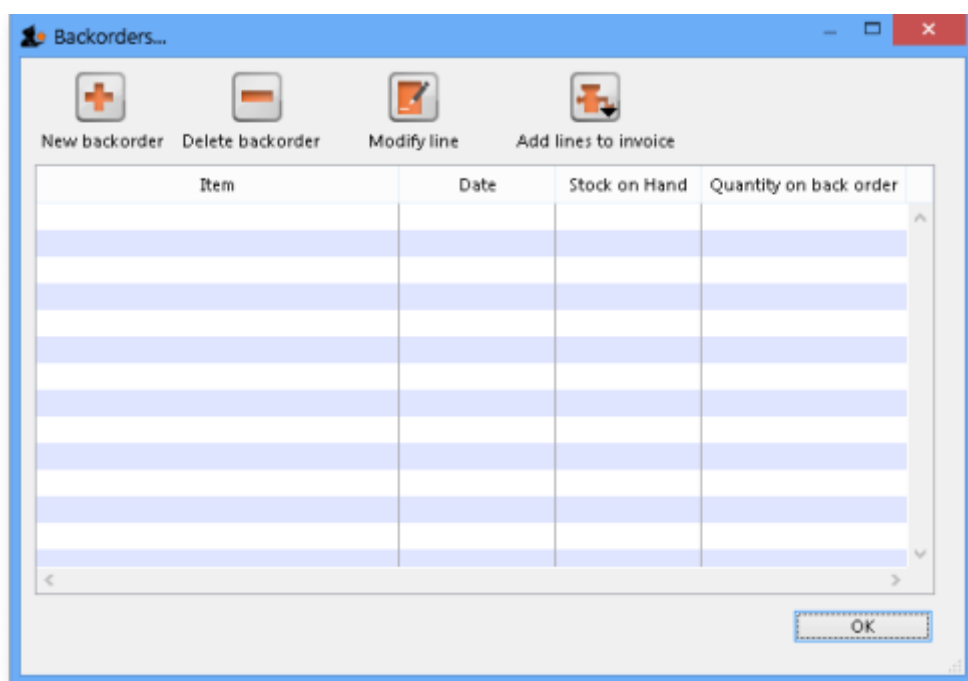 Backorders...
New backorder Delete backorder Modify line Add lines to invoice
Item Date Stock on Hand Quantity on back order
OK